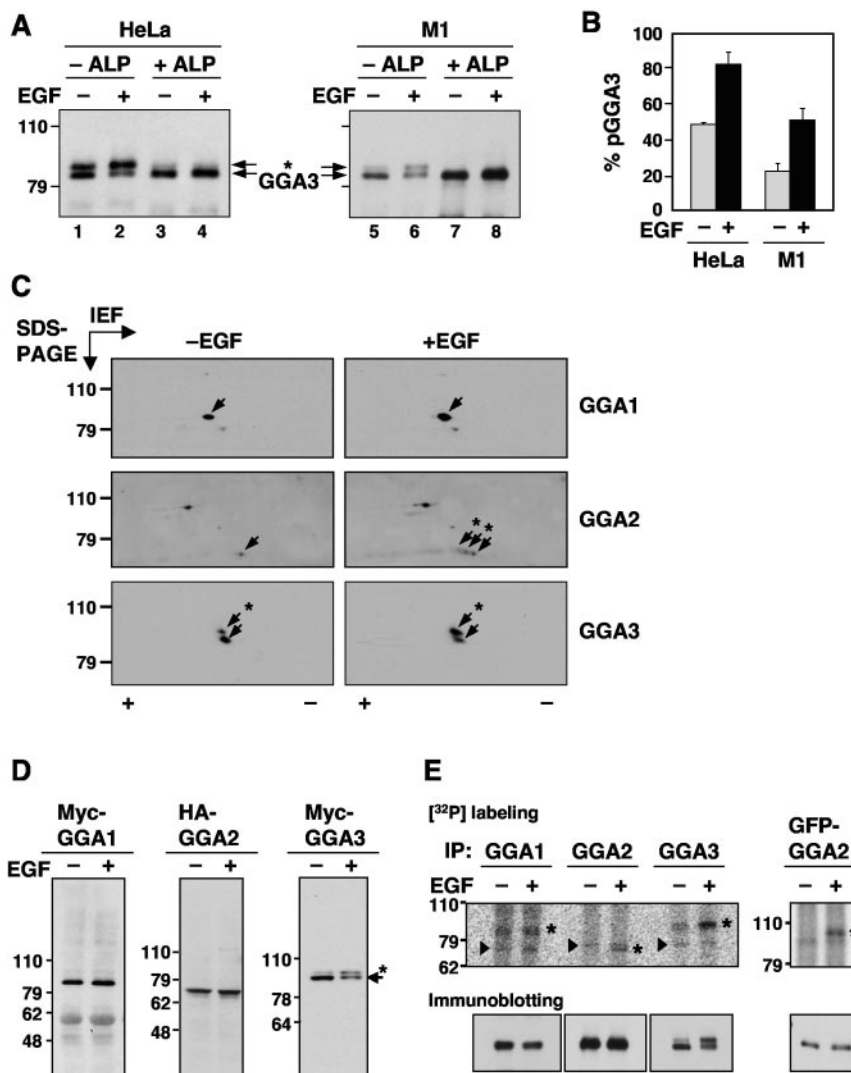 A
HeLa
M1
– ALP + ALP
– ALP + ALP
EGF – + – +
EGF – + – +
110
79
*
GGA3
1 2 3 4
5 6 7 8
B
% pGGA3
100
80
60
40
20
0
EGF – + – +
HeLa M1
C
SDS-PAGE
IEF
–EGF
+EGF
110
79
GGA1
110
79
* *
GGA2
110
79
* *
GGA3
+ – + –
D
Myc-GGA1
HA-GGA2
Myc-GGA3
EGF – + – + – +
110
79
62
48
110
79
62
48
110
78
64
*
E
[³²P] labeling
IP: GGA1 GGA2 GGA3
GFP-GGA2
EGF – + – + – + – +
110
79
62
* * *
110
79
*
Immunoblotting